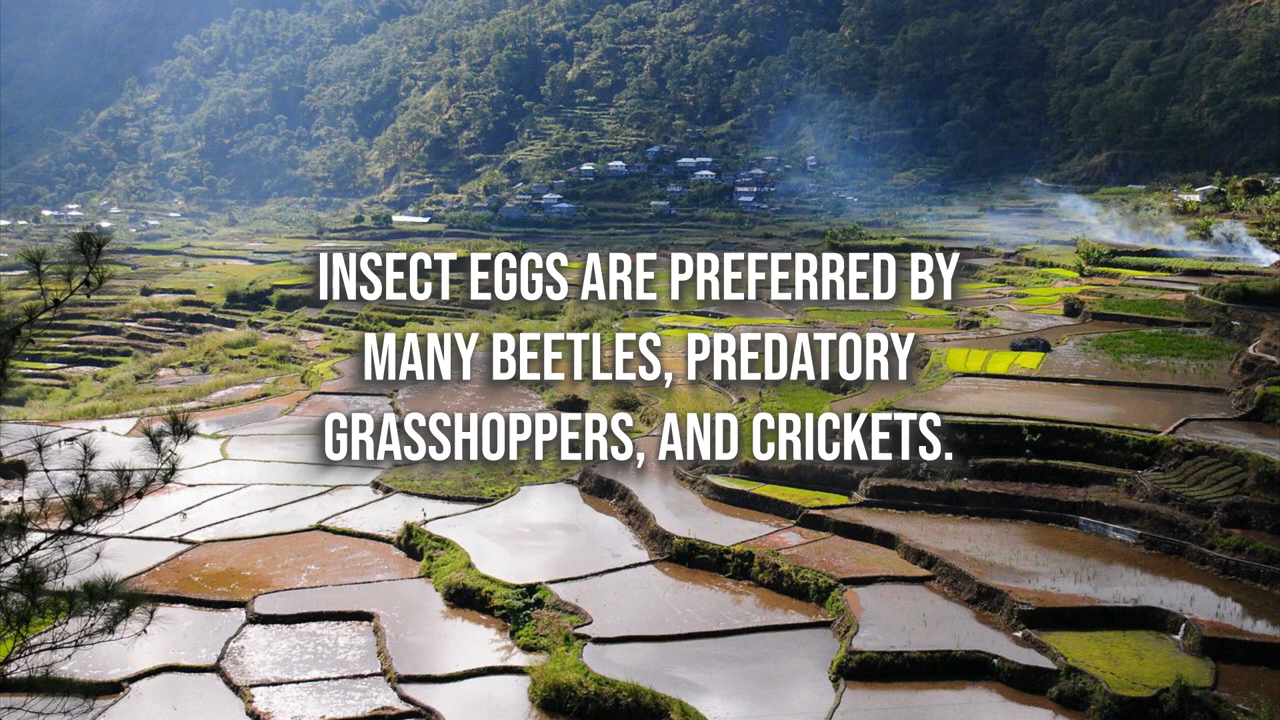 INSECT EGGS ARE PREFERRED BY
MANY BEETLES, PREDATORY
GRASSHOPPERS, AND CRICKETS.